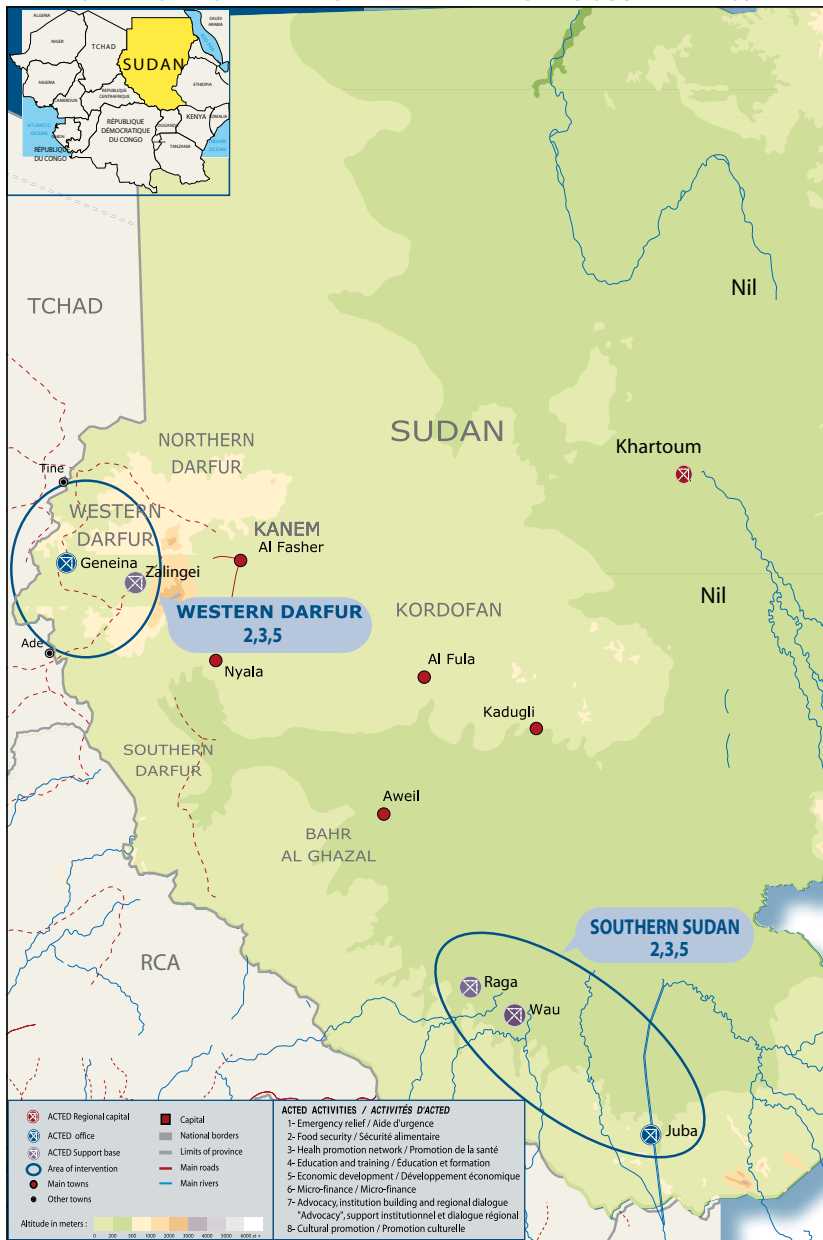 ALGERIA
SAUDI
ARABIA
NIGER
TCHAD
SUDAN
NIGERIA
RÉPUBLIQUE
CENTRAFRIQUE
ETHIOPIA
CAMEROUN
ATLANTIC
OCEAN
GABON
RÉPUBLIQUE
DU CONGO
RÉPUBLIQUE
DÉMOCRATIQUE
DU CONGO
OUGANDA
KENYA
SOMALIA
TANZANIA
INDIAN
OCEAN
TCHAD
Nil
SUDAN
NORTHERN
DARFUR
Khartoum
Tine
WESTERN
DARFUR
KANEM
Al Fasher
Geneina
Zalingei
WESTERN DARFUR
2,3,5
KORDOFAN
Nil
Ade
Nyala
Al Fula
Kadugli
SOUTHERN
DARFUR
Aweil
BAHR
AL GHAZAL
SOUTHERN SUDAN
2,3,5
RCA
Raga
Wau
Juba
ACTED Regional capital
ACTED office
ACTED Support base
Area of intervention
Main towns
Other towns
Capital
National borders
Limits of province
Main roads
Main rivers
Altitude in meters :
0 200 500 1000 2000 3000 4000 5000 6000 et +
ACTED ACTIVITIES / ACTIVITÉS D'ACTED
1- Emergency relief / Aide d'urgence
2- Food security / Sécurité alimentaire
3- Healh promotion network / Promotion de la santé
4- Education and training / Éducation et formation
5- Economic development / Développement économique
6- Micro-finance / Micro-finance
7- Advocacy, institution building and regional dialogue
"Advocacy", support institutionnel et dialogue régional
8- Cultural promotion / Promotion culturelle